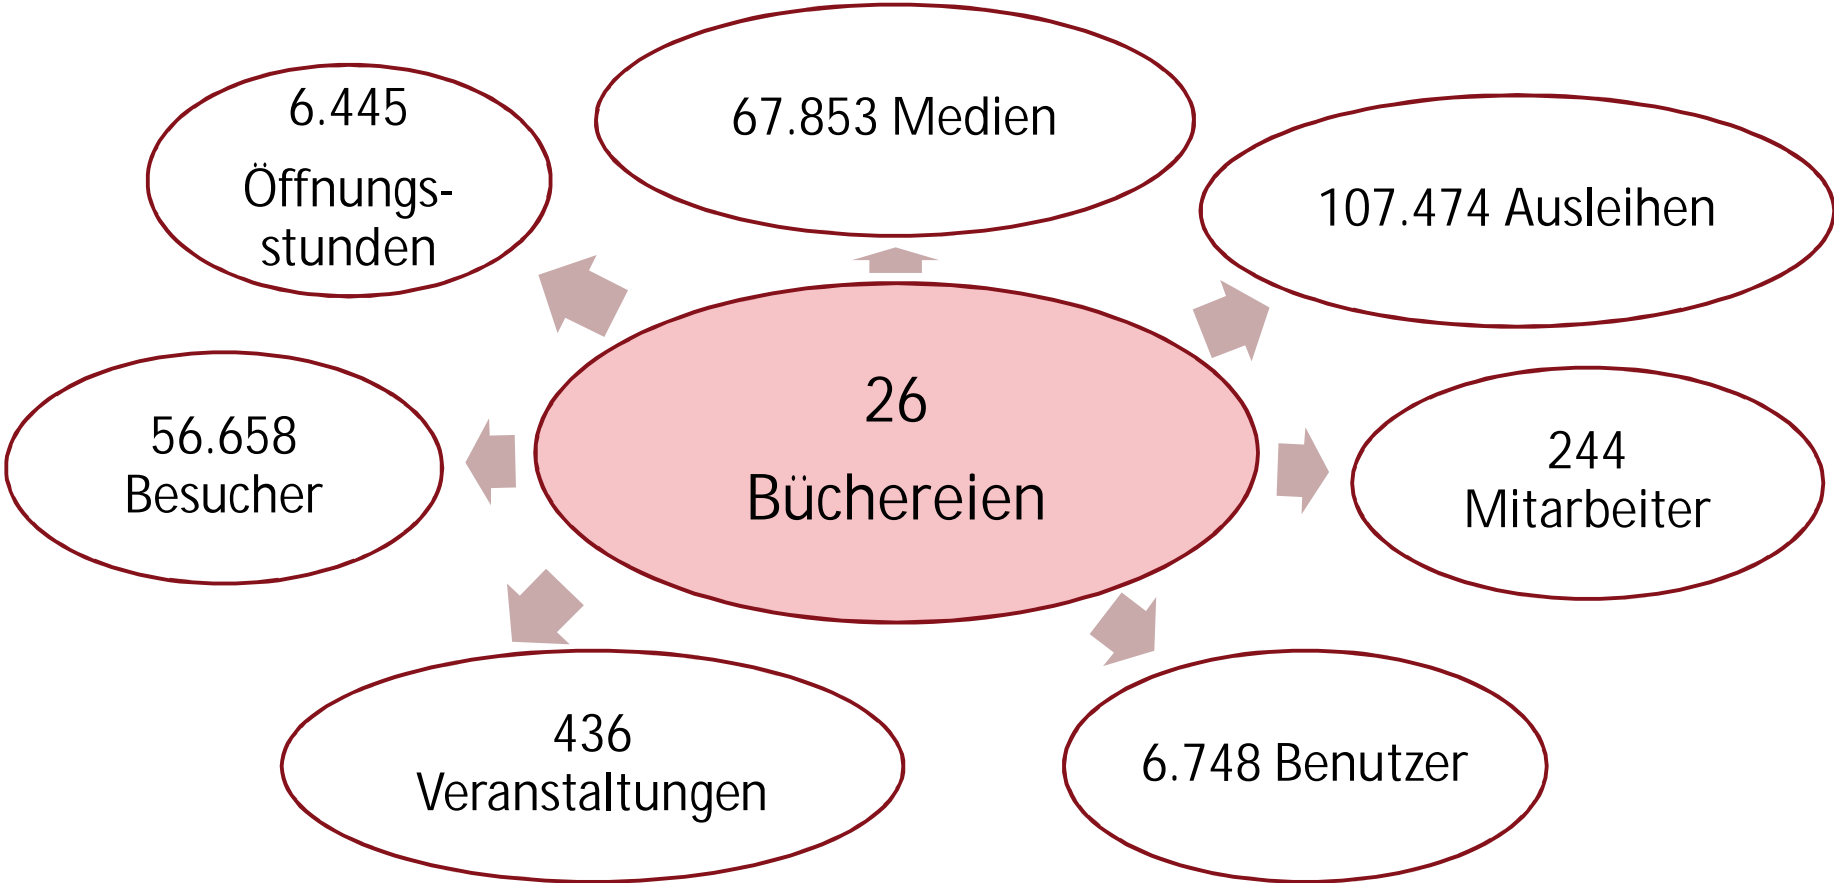 67.853 Medien
6.445
Öffnungs-
stunden
107.474 Ausleihen
26
Büchereien
56.658
Besucher
244
Mitarbeiter
436
Veranstaltungen
6.748 Benutzer